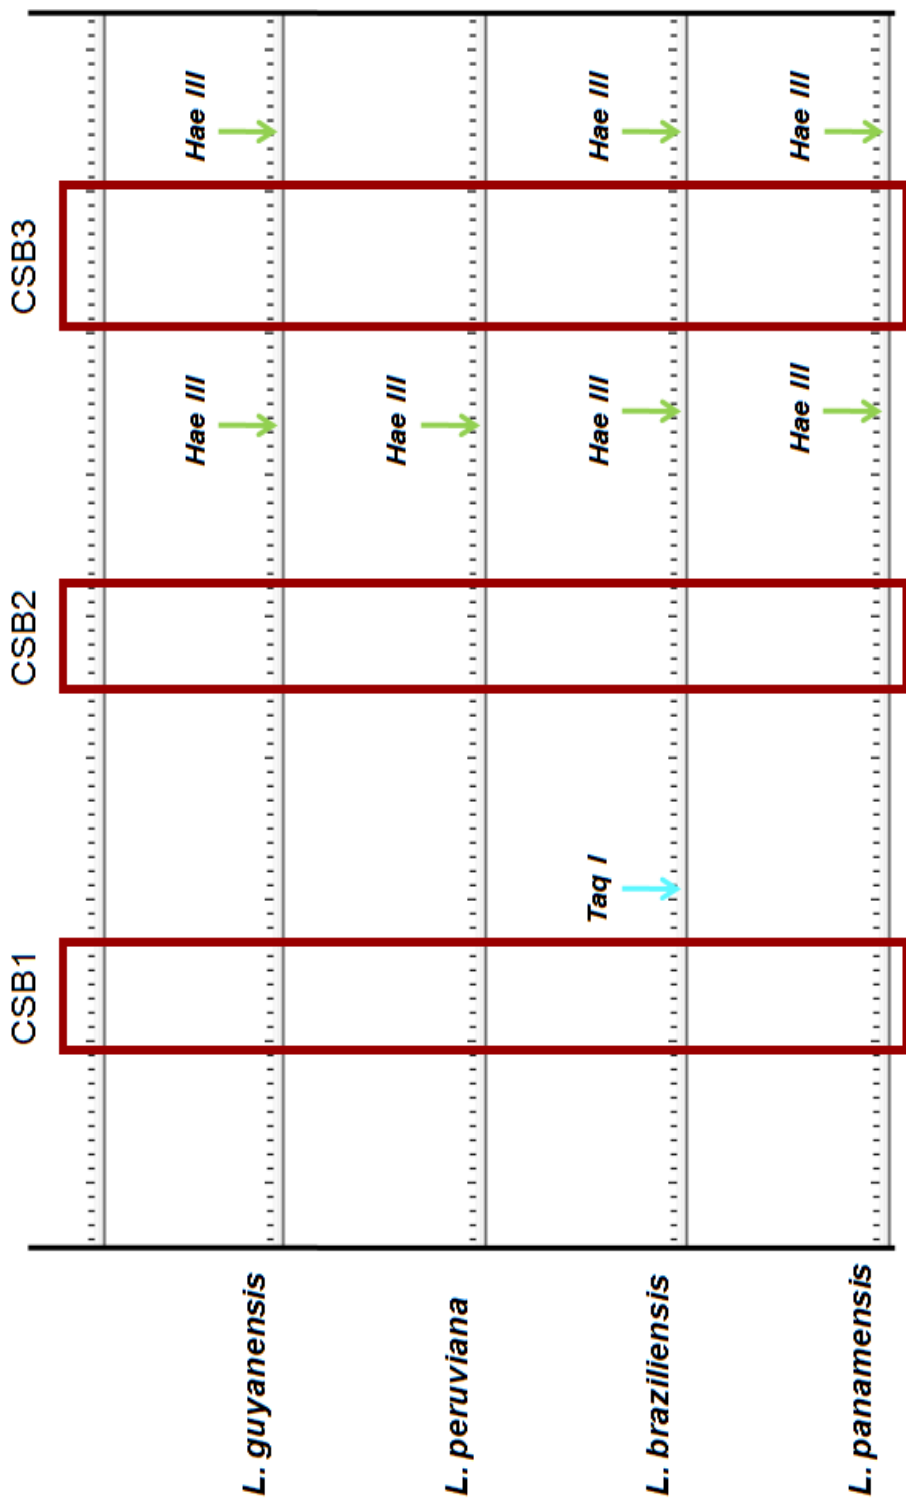 CSB1
CSB2
CSB3
L. guyanensis
Hae III
Hae III
L. peruviana
Hae III
L. braziliensis
Taq I
Hae III
Hae III
L. panamensis
Hae III
Hae III